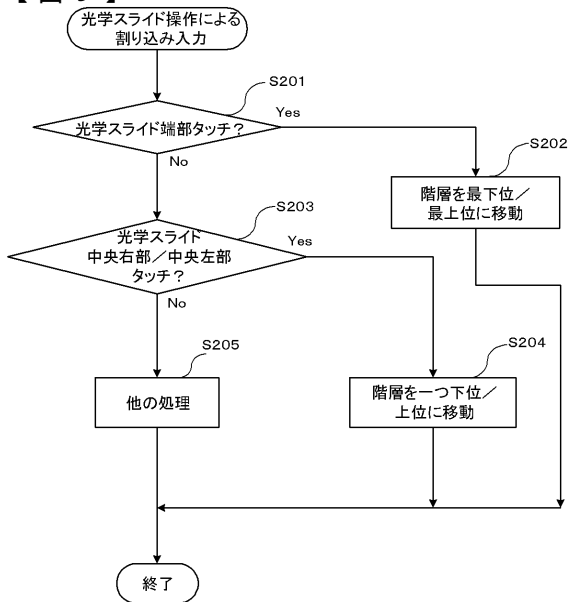 光学スライド操作による
割り込み入力
S201
光学スライド端部タッチ？
Yes
No
S202
階層を最下位／
最上位に移動
S203
光学スライド
中央右部／中央左部
タッチ？
Yes
No
S205
他の処理
S204
階層を一つ下位／
上位に移動
終了